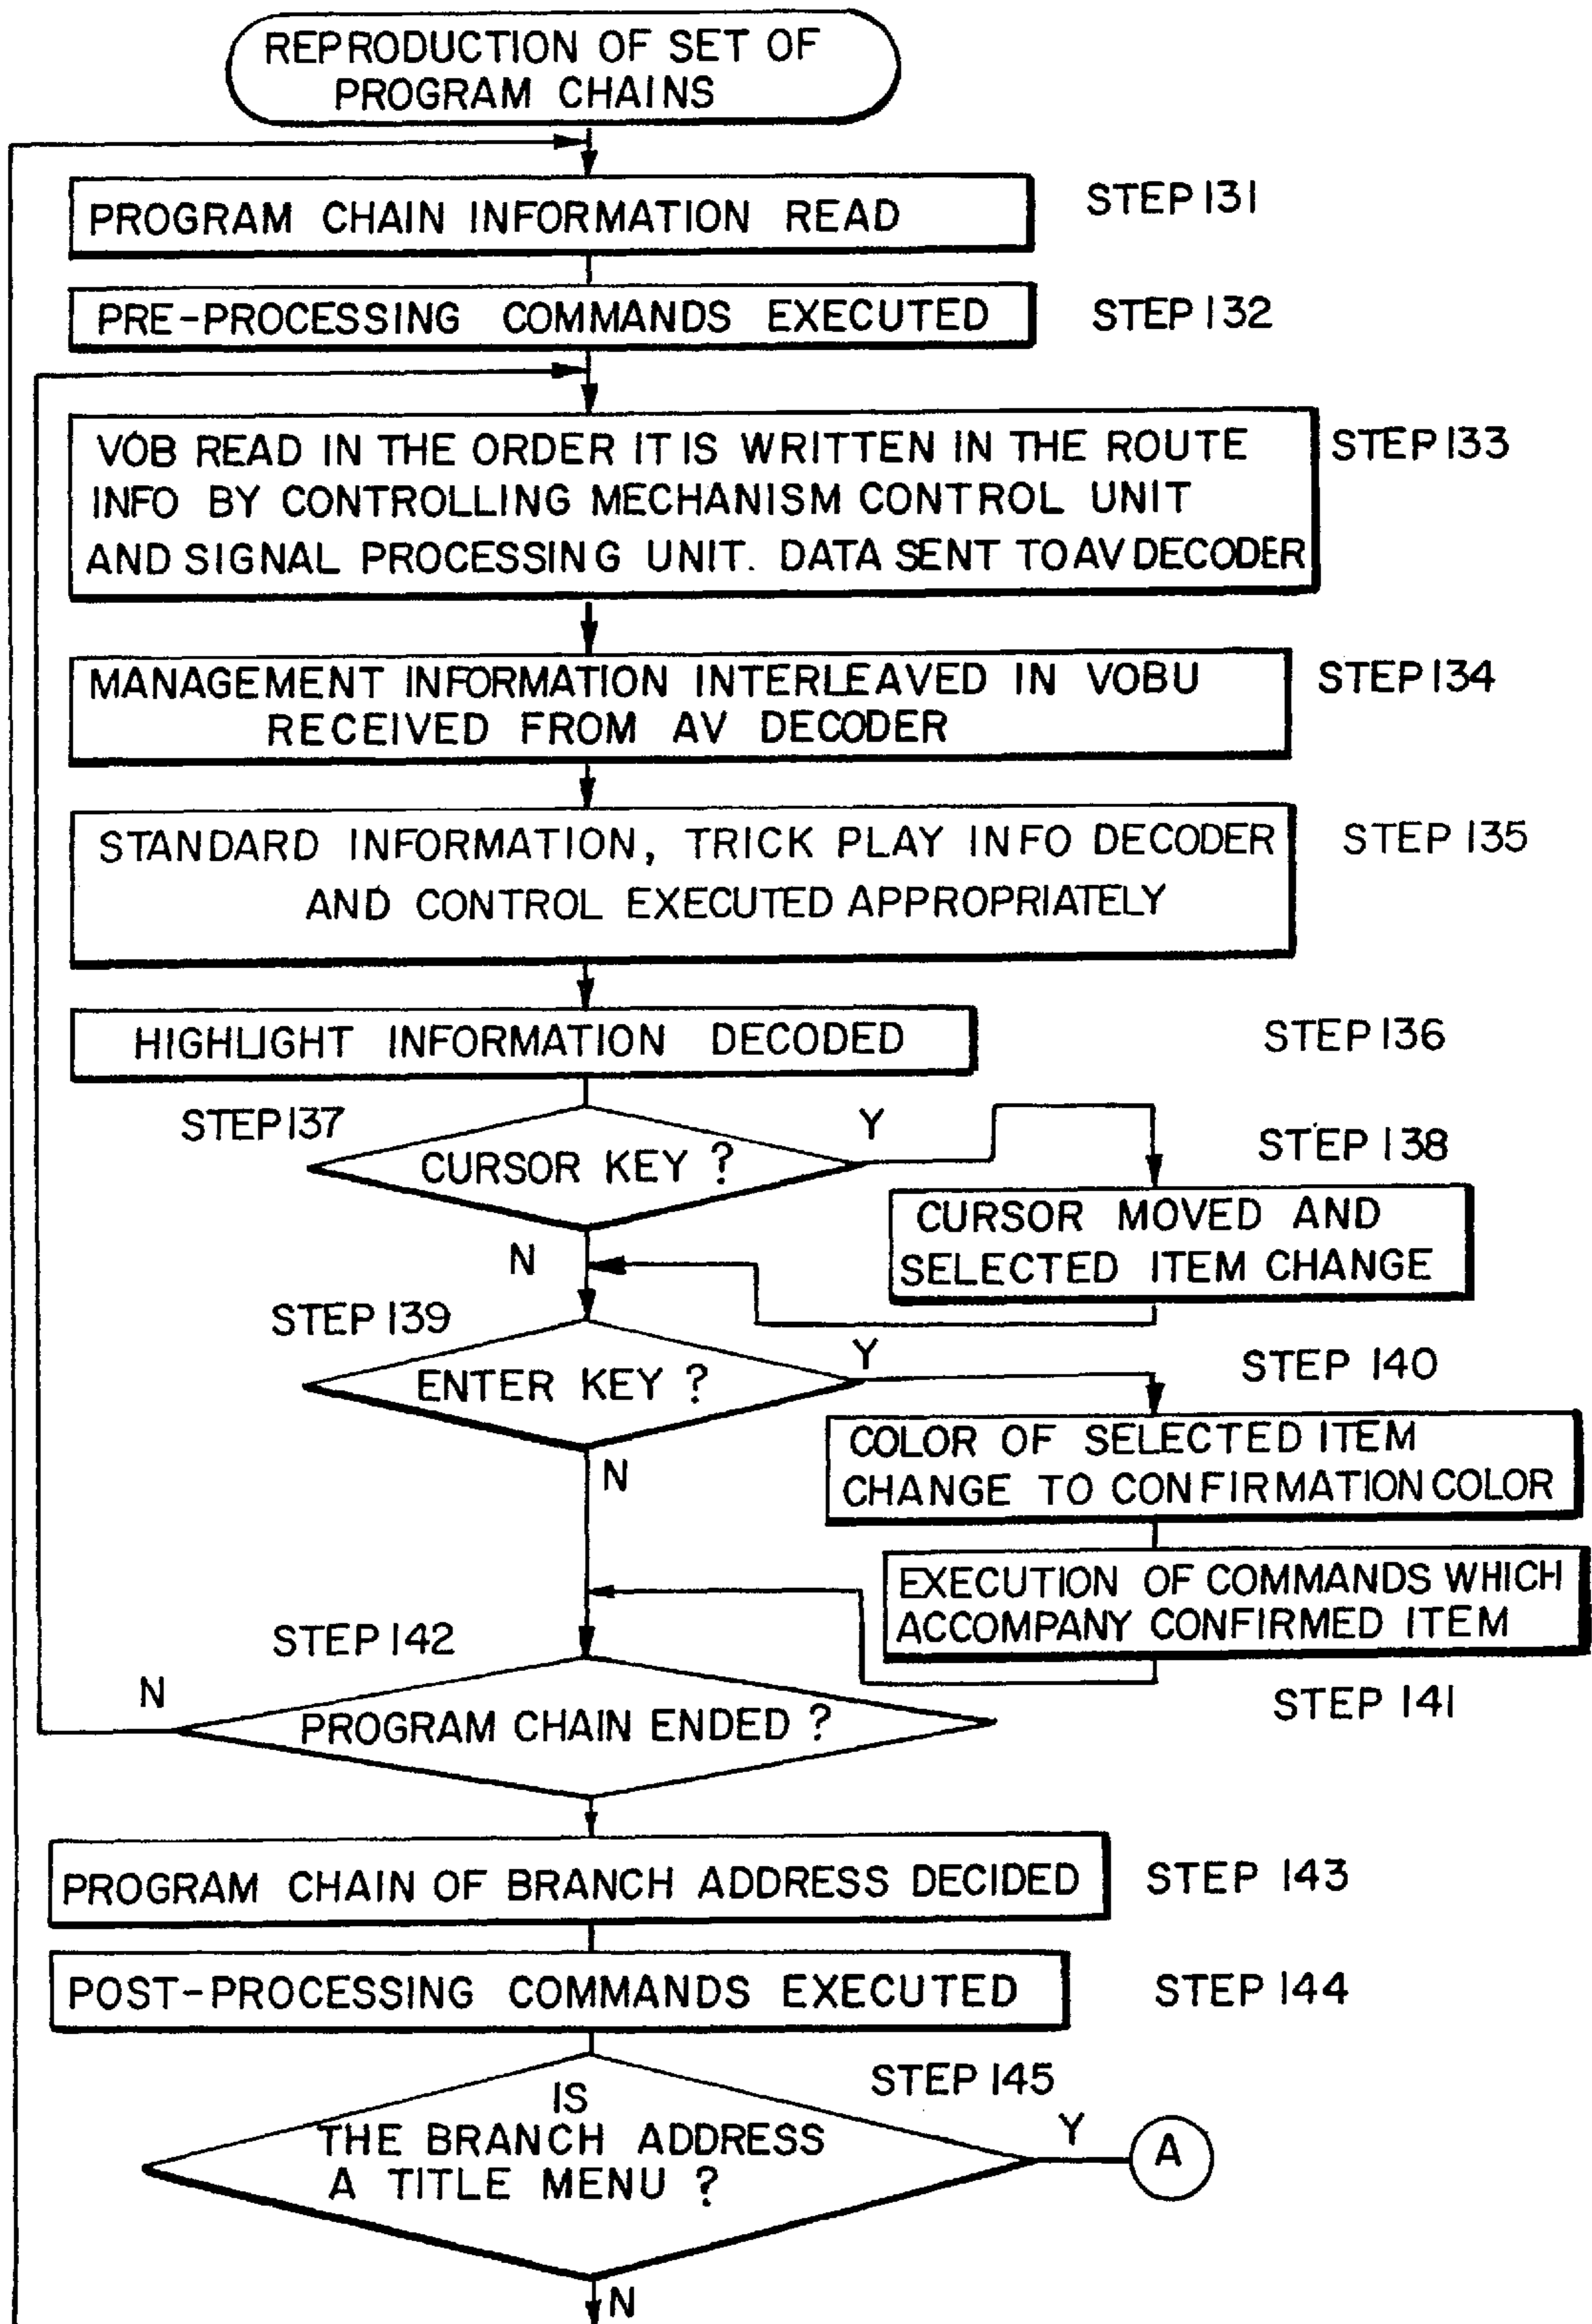 REPRODUCTION OF SET OF
PROGRAM CHAINS
PROGRAM CHAIN INFORMATION READ
STEP 131
PRE-PROCESSING COMMANDS EXECUTED
STEP 132
VOB READ IN THE ORDER IT IS WRITTEN IN THE ROUTE
INFO BY CONTROLLING MECHANISM CONTROL UNIT
AND SIGNAL PROCESSING UNIT. DATA SENT TO AV DECODER
STEP 133
MANAGEMENT INFORMATION INTERLEAVED IN VOBU
RECEIVED FROM AV DECODER
STEP 134
STANDARD INFORMATION, TRICK PLAY INFO DECODER
AND CONTROL EXECUTED APPROPRIATELY
STEP 135
HIGHLIGHT INFORMATION DECODED
STEP 136
STEP 137
CURSOR KEY ?
Y
N
STEP 138
CURSOR MOVED AND
SELECTED ITEM CHANGE
STEP 139
ENTER KEY ?
Y
N
STEP 140
COLOR OF SELECTED ITEM
CHANGE TO CONFIRMATION COLOR
EXECUTION OF COMMANDS WHICH
ACCOMPANY CONFIRMED ITEM
STEP 141
STEP 142
N
PROGRAM CHAIN ENDED ?
PROGRAM CHAIN OF BRANCH ADDRESS DECIDED
STEP 143
POST-PROCESSING COMMANDS EXECUTED
STEP 144
STEP 145
IS
THE BRANCH ADDRESS
A TITLE MENU ?
Y
A
N